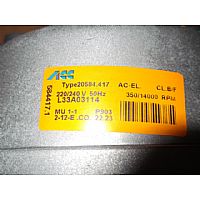 ACC
Type20584.417 AC-EL CL.B/F
220/240 V 50Hz 350/14000 RPM
L33A03114
MU 1-1 P903
2-12-E .CO. 22:23
584417.1